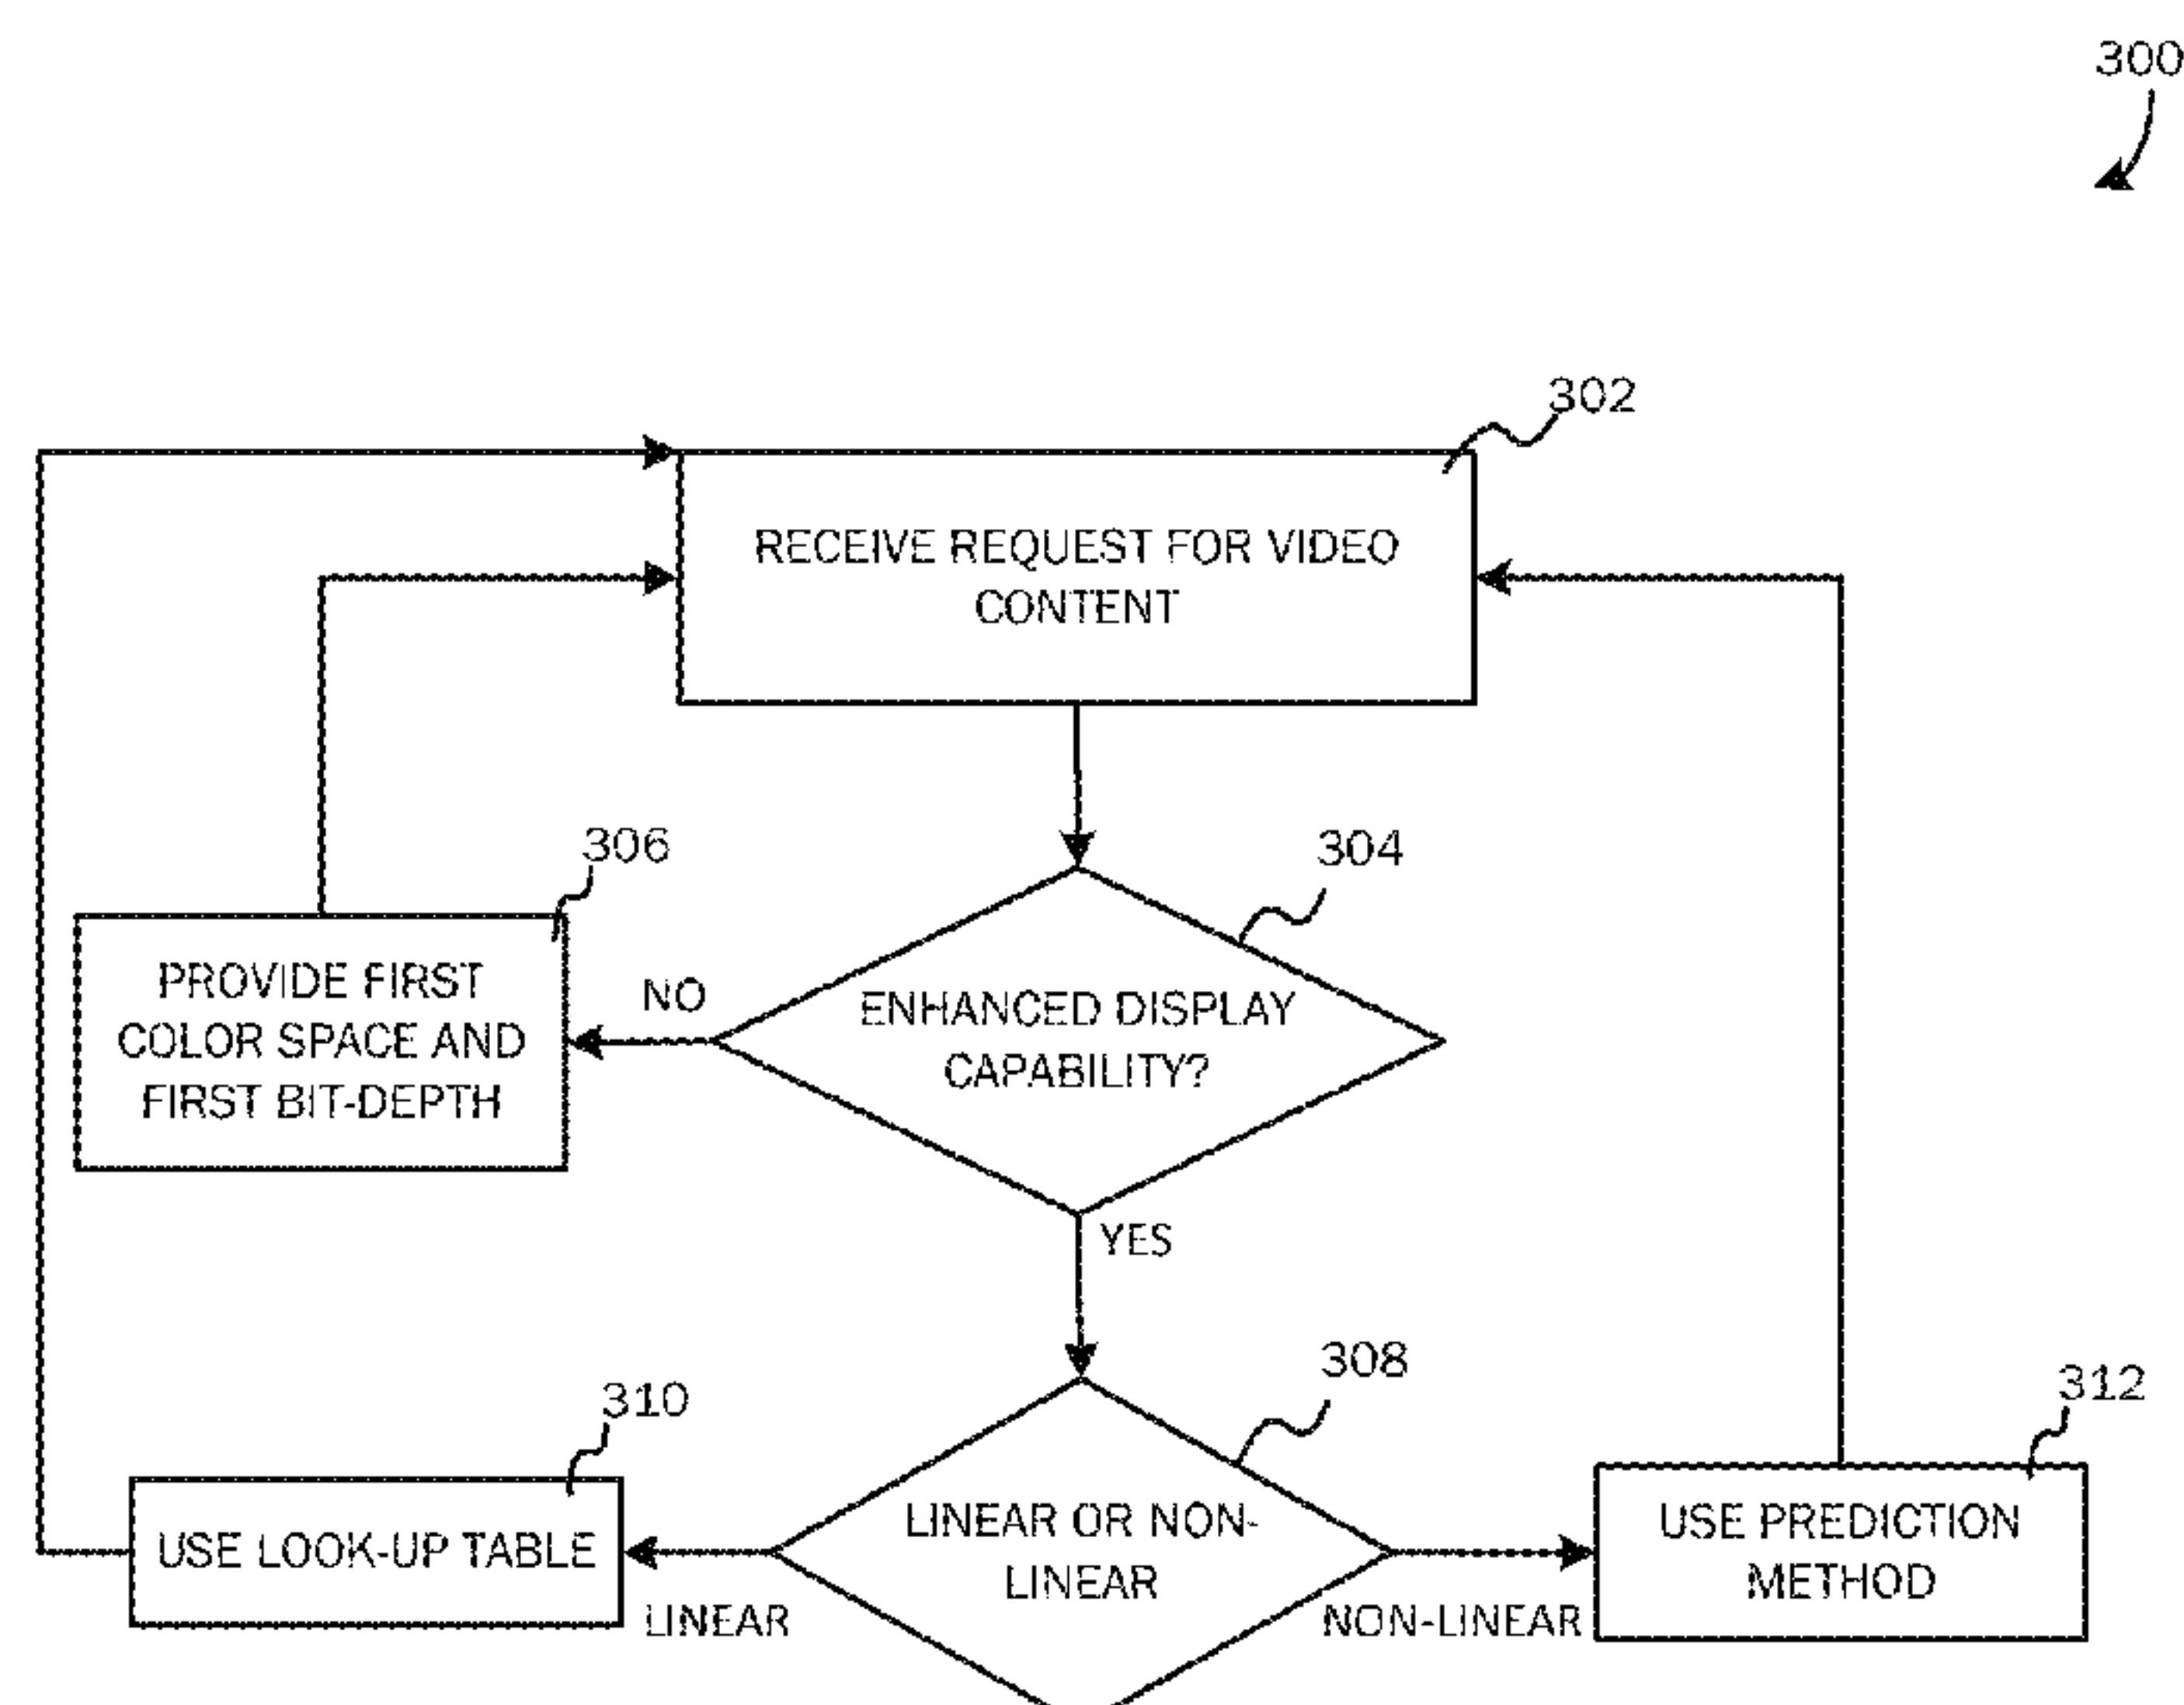 300
302
RECEIVE REQUEST FOR VIDEO
CONTENT
306
304
PROVIDE FIRST
COLOR SPACE AND
FIRST BIT-DEPTH
NO
ENHANCED DISPLAY
CAPABILITY?
YES
308
310
312
USE LOOK-UP TABLE
LINEAR OR NON-
LINEAR
USE PREDICTION
METHOD
LINEAR
NON-LINEAR